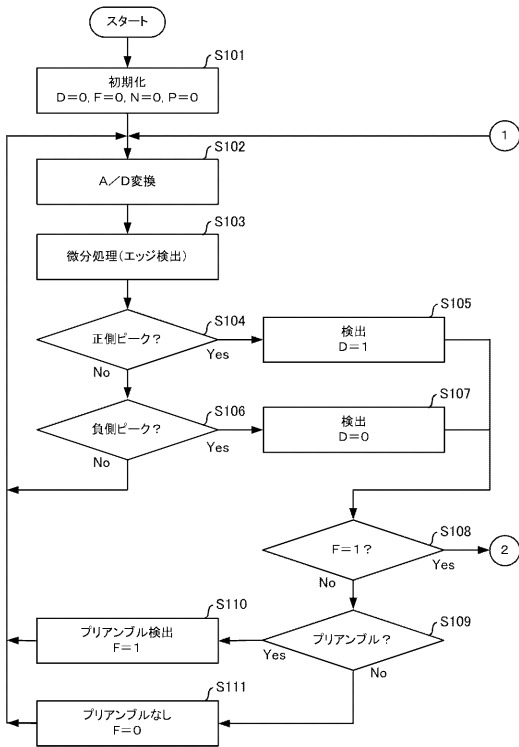 スタート
S101
初期化
D=0, F=0, N=0, P=0
1
S102
A/D変換
S103
微分処理(エッジ検出)
S104
正側ピーク?
Yes
No
S105
検出
D=1
S106
負側ピーク?
Yes
No
S107
検出
D=0
S108
F=1?
Yes
2
No
S109
プリアンブル?
Yes
No
S110
プリアンブル検出
F=1
S111
プリアンブルなし
F=0